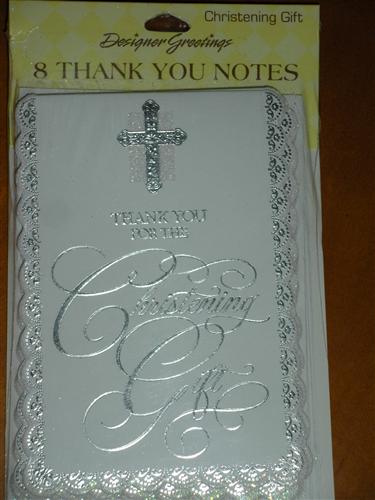 Christening Gift
Designer Greetings
8 THANK YOU NOTES
THANK YOU
FOR THE
Christening
Gift